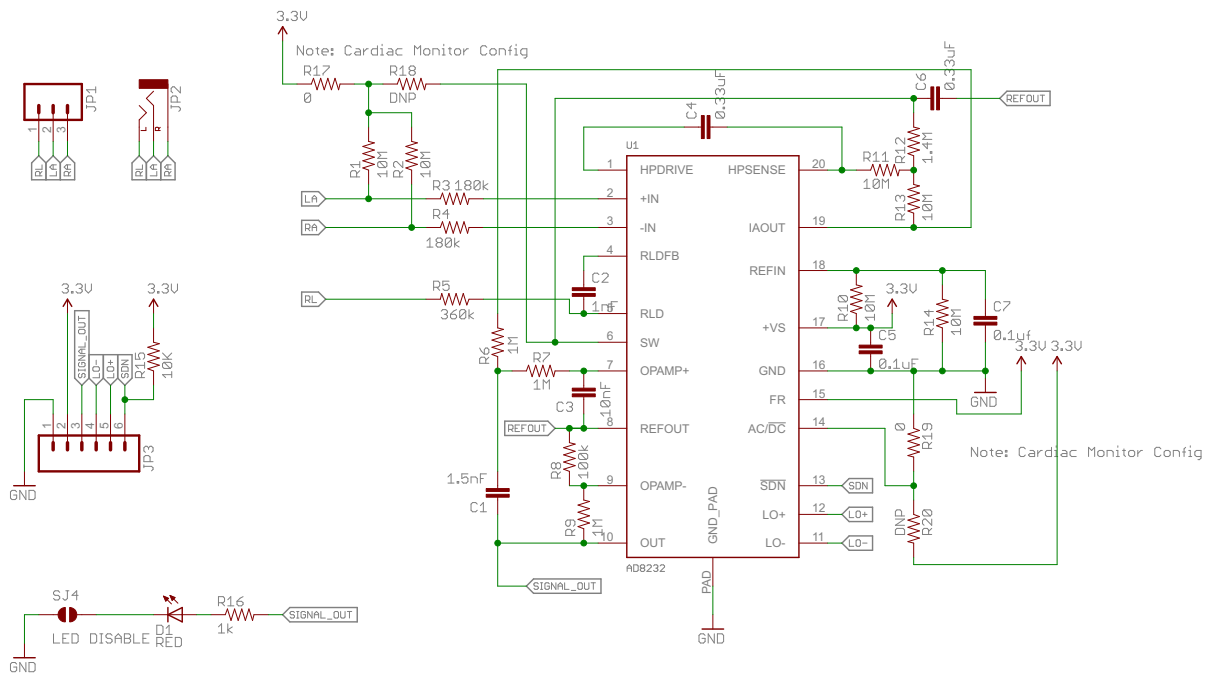 3.3V
Note: Cardiac Monitor Config
R17
0
R18
DNP
JP1
1
2
3
RL
LA
RA
JP2
L
R
RL
LA
RA
R1
10M
R2
10M
C4
0.33uF
C6
0.33uF
REFOUT
R12
1.4M
R11
10M
R13
10M
LA
R3 180k
RA
R4
180k
RL
R5
360k
C2
1nF
R6
1M
R7
1M
C3
10nF
REFOUT
R8
100k
R9
1M
1.5nF
C1
SIGNAL_OUT
U1
1 HPDRIVE HPSENSE 20
2 +IN
3 -IN IAOUT 19
4 RLDFB
REFIN 18
5 RLD
+VS 17
6 SW
7 OPAMP+ GND 16
FR 15
8 REFOUT AC/DC 14
9 OPAMP- SDN 13
LO+ 12
10 OUT LO- 11
GND_PAD
AD8232
PAD
GND
R10
10M
3.3V
R14
10M
C7
0.1uf
C5
0.1uF
3.3V
3.3V
GND
0
R19
Note: Cardiac Monitor Config
DNP
R20
SDN
LO+
LO-
3.3V
3.3V
SIGNAL_OUT
LO-
LO+
SDN
R15
10K
1
2
3
4
5
6
JP3
GND
SJ4
LED DISABLE
D1
RED
R16
1k
SIGNAL_OUT
GND